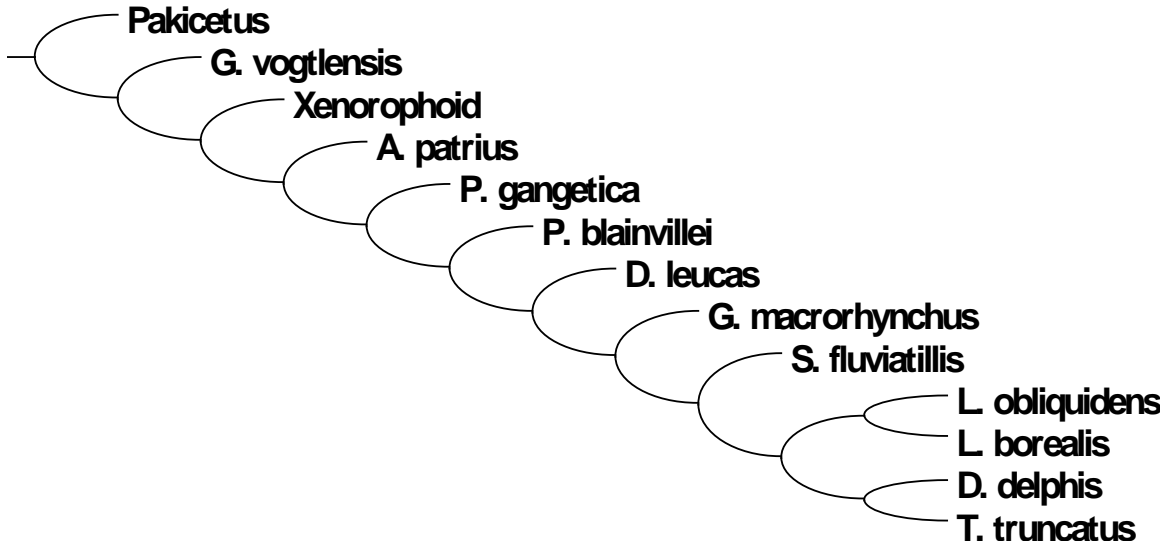 Pakicetus
G. vogtlensis
Xenorophoid
A. patrius
P. gangetica
P. blainvillei
D. leucas
G. macrorhynchus
S. fluviatillis
L. obliquidens
L. borealis
D. delphis
T. truncatus